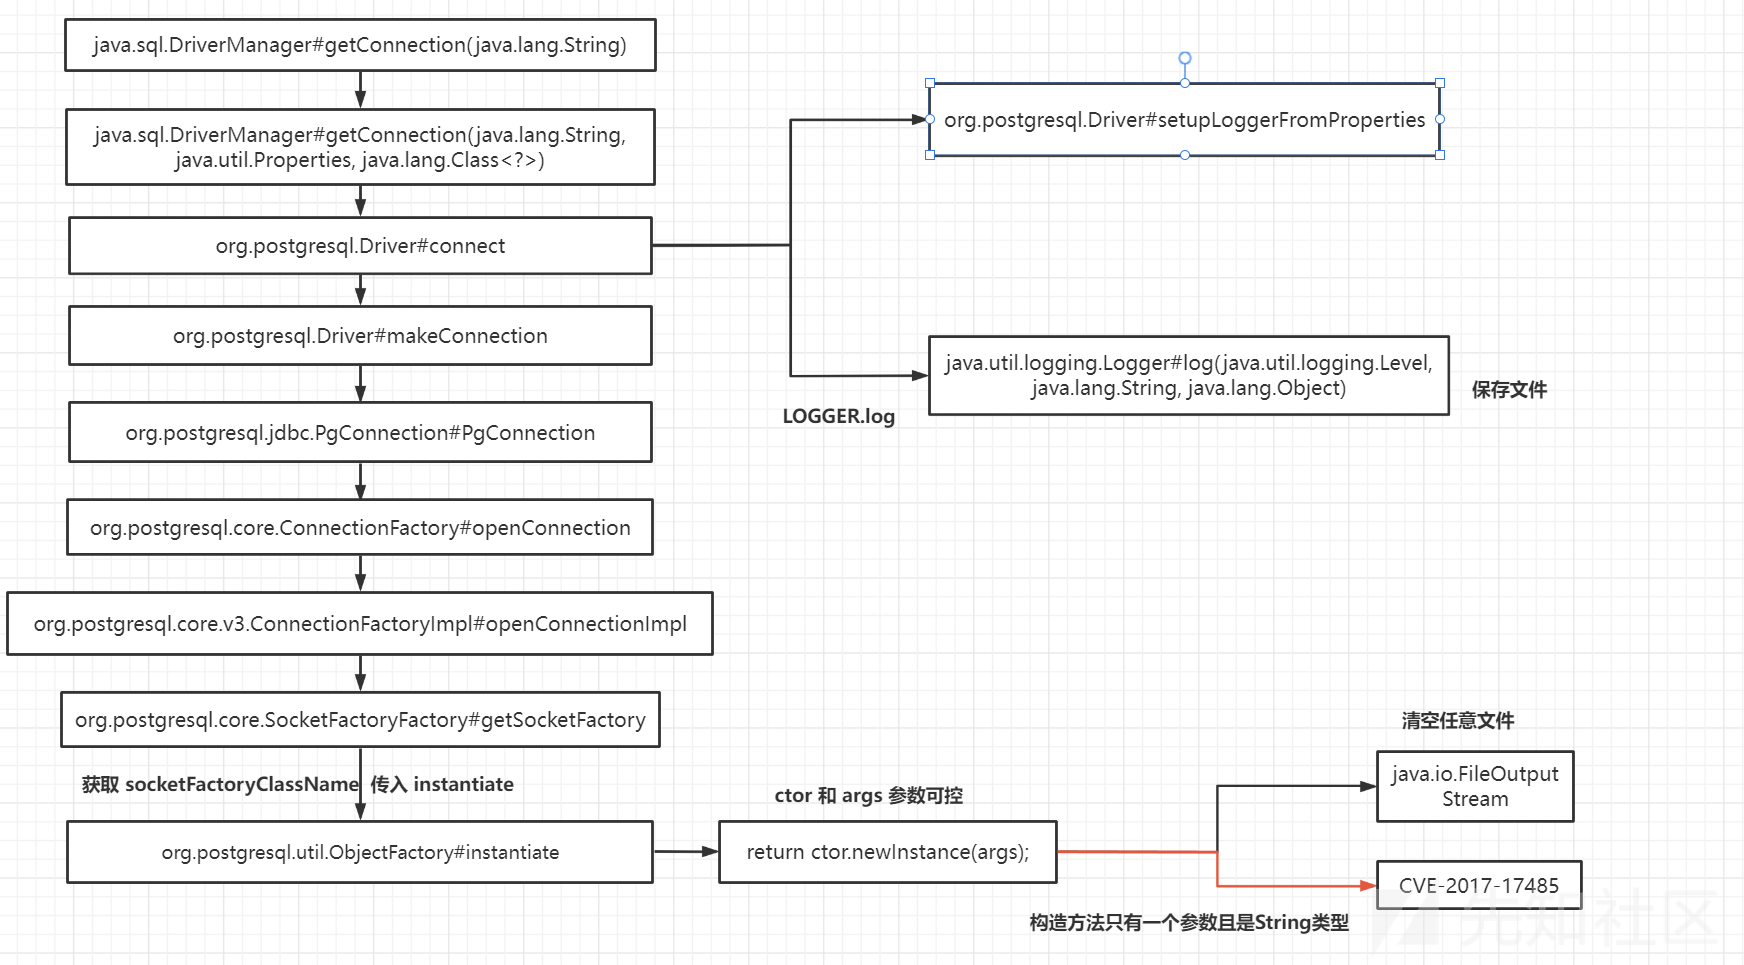 java.sql.DriverManager#getConnection(java.lang.String)
java.sql.DriverManager#getConnection(java.lang.String,
java.util.Properties, java.lang.Class<?>)
org.postgresql.Driver#connect
org.postgresql.Driver#makeConnection
org.postgresql.jdbc.PgConnection#PgConnection
org.postgresql.core.ConnectionFactory#openConnection
org.postgresql.core.v3.ConnectionFactoryImpl#openConnectionImpl
org.postgresql.core.SocketFactoryFactory#getSocketFactory
获取 socketFactoryClassName 传入 instantiate
org.postgresql.util.ObjectFactory#instantiate
org.postgresql.Driver#setupLoggerFromProperties
java.util.logging.Logger#log(java.util.logging.Level,
java.lang.String, java.lang.Object)
保存文件
LOGGER.log
ctor 和 args 参数可控
return ctor.newInstance(args);
清空任意文件
java.io.FileOutput
Stream
CVE-2017-17485
构造方法只有一个参数且是String类型
先知社区